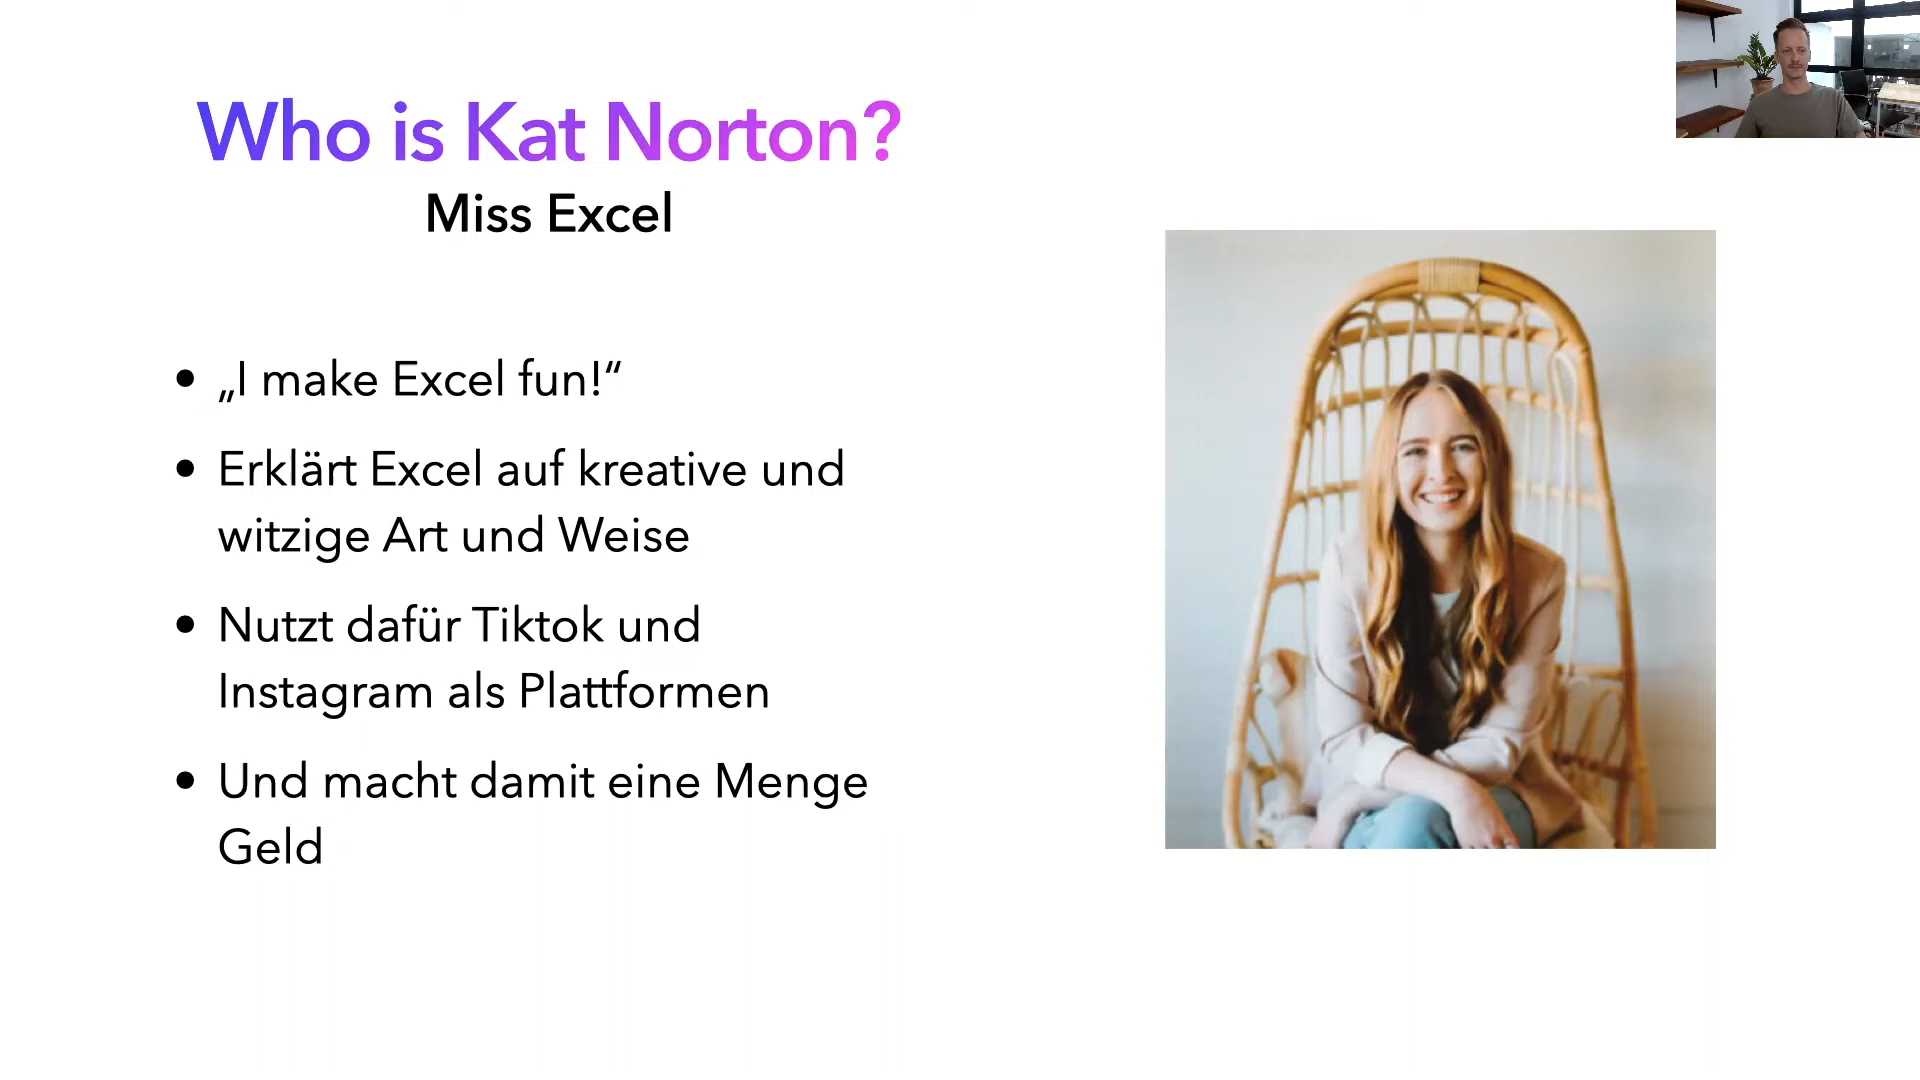 Who is Kat Norton?
Miss Excel
• „I make Excel fun!“
• Erklärt Excel auf kreative und
witzige Art und Weise
• Nutzt dafür Tiktok und
Instagram als Plattformen
• Und macht damit eine Menge
Geld